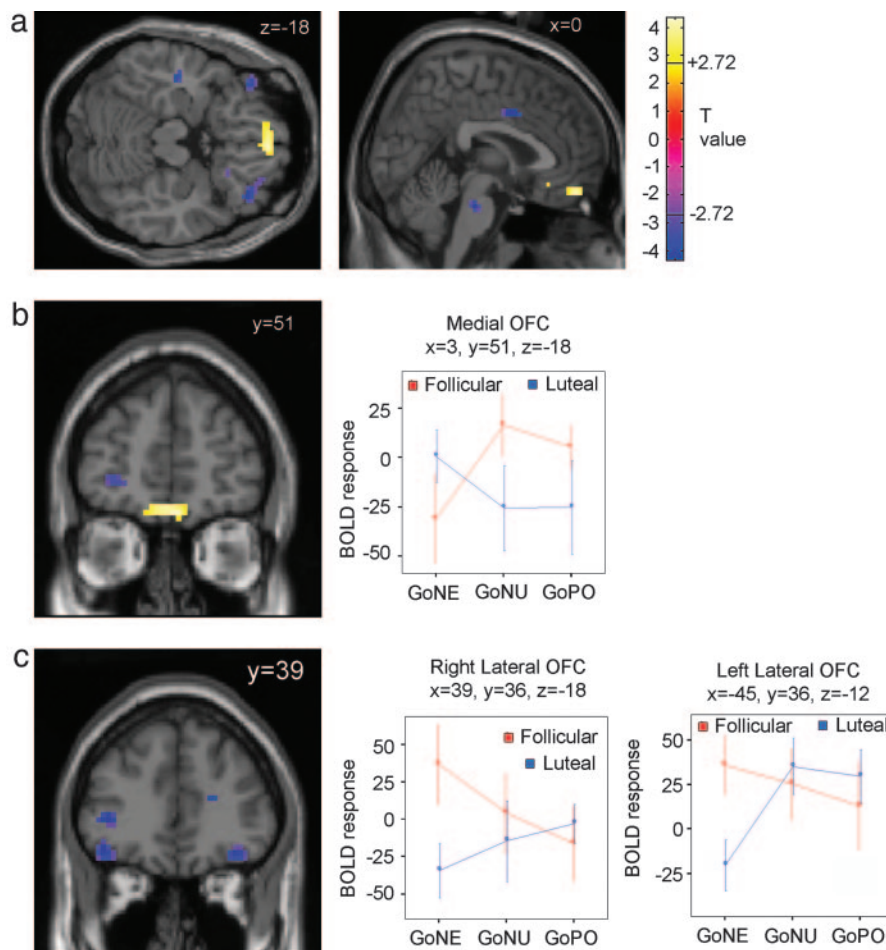 a
z=-18
x=0
4
3
+2.72
2
1
T
0
value
-1
-2
-2.72
-3
-4
b
y=51
Medial OFC
x=3, y=51, z=-18
Follicular
Luteal
25
0
-25
-50
BOLD response
GoNE GoNU GoPO
c
y=39
Right Lateral OFC
x=39, y=36, z=-18
Follicular
Luteal
50
25
0
-25
-50
BOLD response
GoNE GoNU GoPO
Left Lateral OFC
x=-45, y=36, z=-12
Follicular
Luteal
50
25
0
-25
BOLD response
GoNE GoNU GoPO